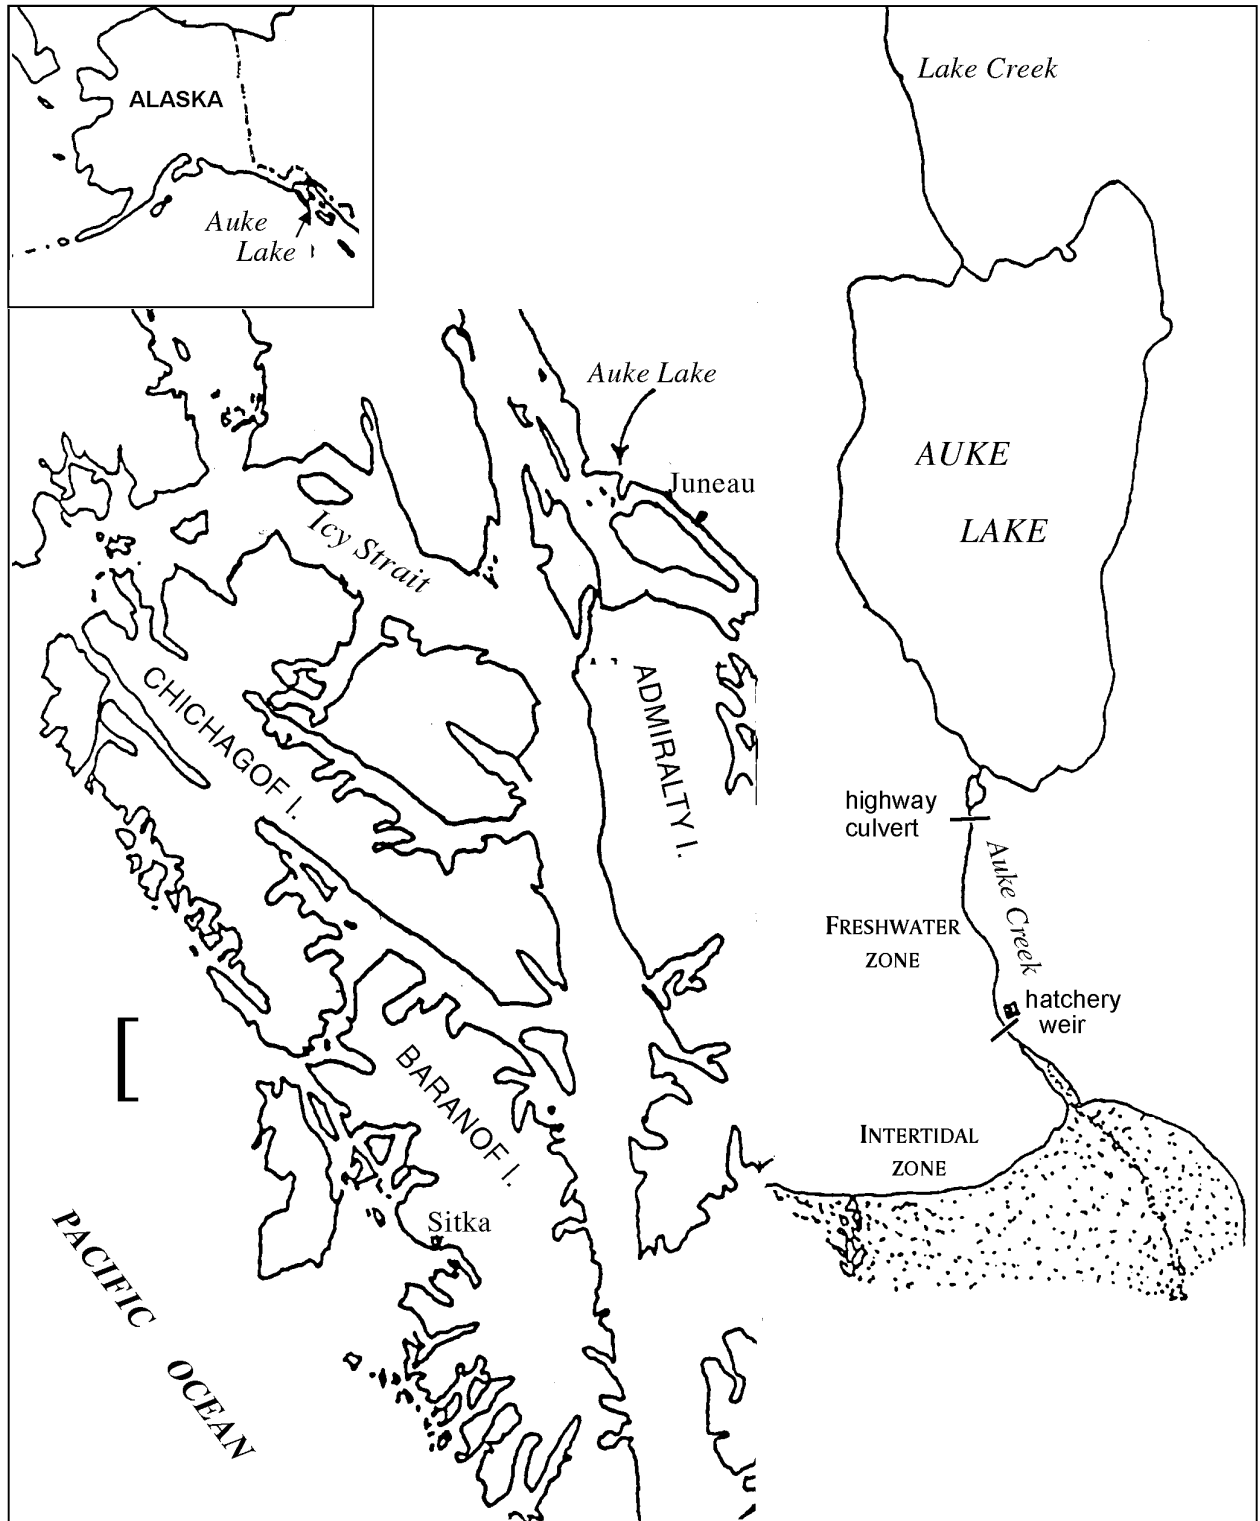 ALASKA
Auke
Lake
Lake Creek
Auke Lake
Juneau
Icy Strait
AUKE
LAKE
CHICHAGOF I.
ADMIRALTY I.
highway
culvert
Auke Creek
FRESHWATER
ZONE
hatchery
weir
BARANOF I.
INTERTIDAL
ZONE
Sitka
PACIFIC OCEAN